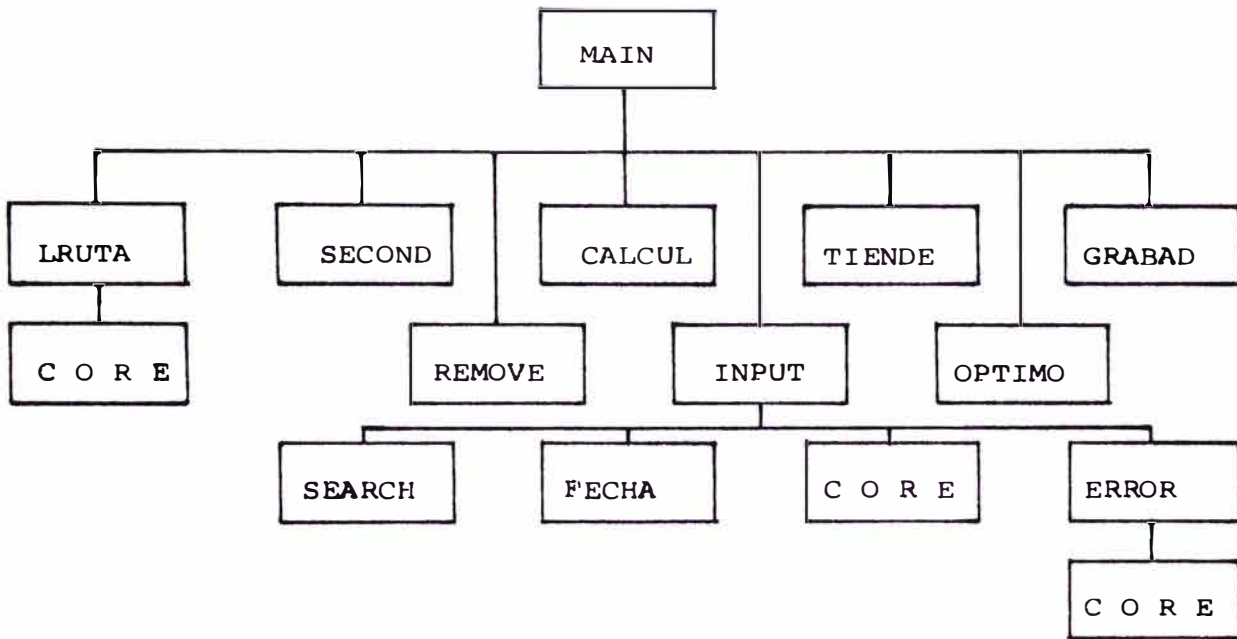 MAIN
LRUTA
SECOND
CALCUL
TIENDE
GRABAD
C O R E
REMOVE
INPUT
OPTIMO
SEARCH
FECHA
C O R E
ERROR
C O R E